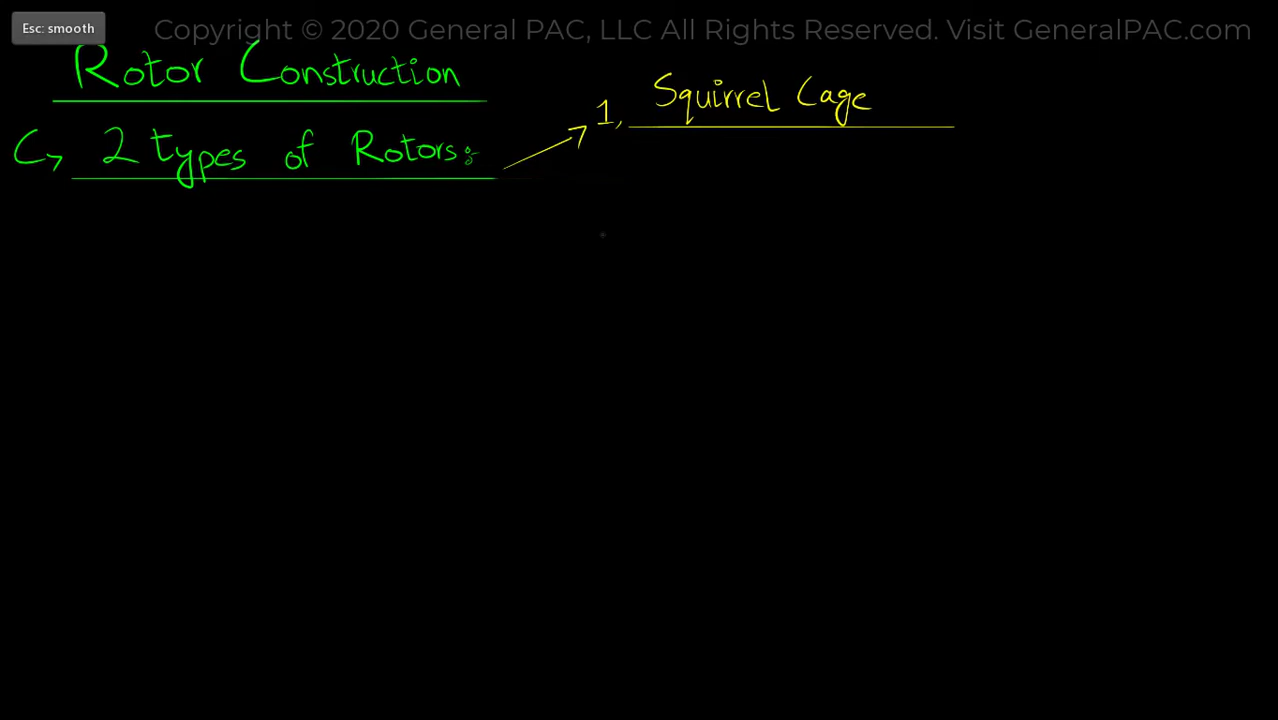 Esc: smooth
Copyright © 2020 General PAC, LLC All Rights Reserved. Visit GeneralPAC.com
Rotor Construction
2 types of Rotors:
1, Squirrel Cage